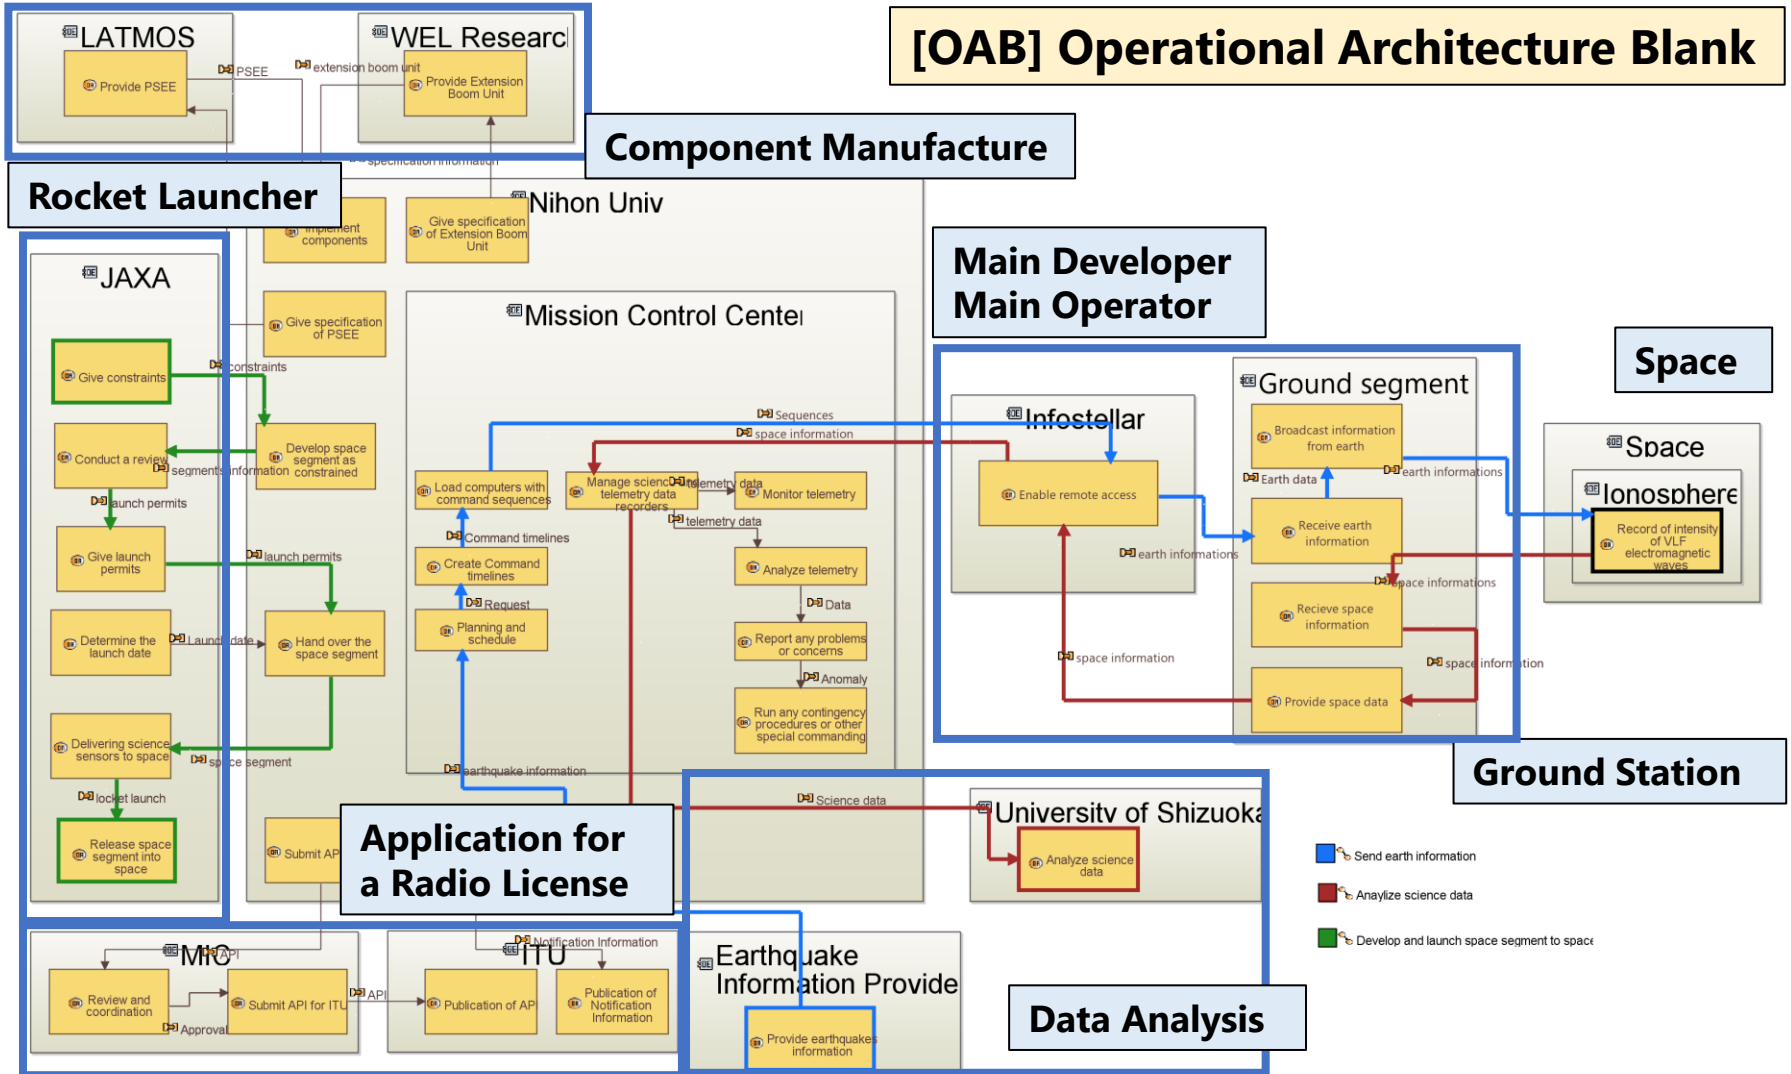 [OAB] Operational Architecture Blank
LATMOS
Provide PSEE
PSEE
extension boom unit
WEL Researc
Provide Extension
Boom Unit
Component Manufacture
specification information
Rocket Launcher
Nihon Univ
Implement
components
Give specification
of Extension Boom
Unit
Give specification
of PSEE
JAXA
Give constraints
constraints
Conduct a review
segment's information
Develop space
segment as
constrained
launch permits
Give launch
permits
launch permits
Determine the
launch date
Launch date
Hand over the
space segment
Delivering science
sensors to space
space segment
locket launch
Release space
segment into
space
Mission Control Center
Sequences
space information
Load computers with
command sequences
Manage science and
telemetry data
recorders
telemetry data
Monitor telemetry
telemetry data
Command timelines
Create Command
timelines
Analyze telemetry
Request
Data
Planning and
schedule
Report any problems
or concerns
Anomaly
Run any contingency
procedures or other
special commanding
earthquake information
Main Developer
Main Operator
Infostellar
Enable remote access
earth informations
space information
Ground segment
Broadcast information
from earth
Earth data
earth informations
Receive earth
information
space informations
Recieve space
information
space information
Provide space data
Ground Station
Space
Space
Ionosphere
Record of intensity
of VLF
electromagnetic
waves
Submit AP
Application for
a Radio License
Science data
University of Shizuoka
Analyze science
data
Send earth information
Anaylize science data
Develop and launch space segment to space
MIC
API
Review and
coordination
Approval
Submit API for ITU
API
ITU
Notification Information
Publication of API
Publication of
Notification
Information
Earthquake
Information Provide
Provide earthquakes
information
Data Analysis